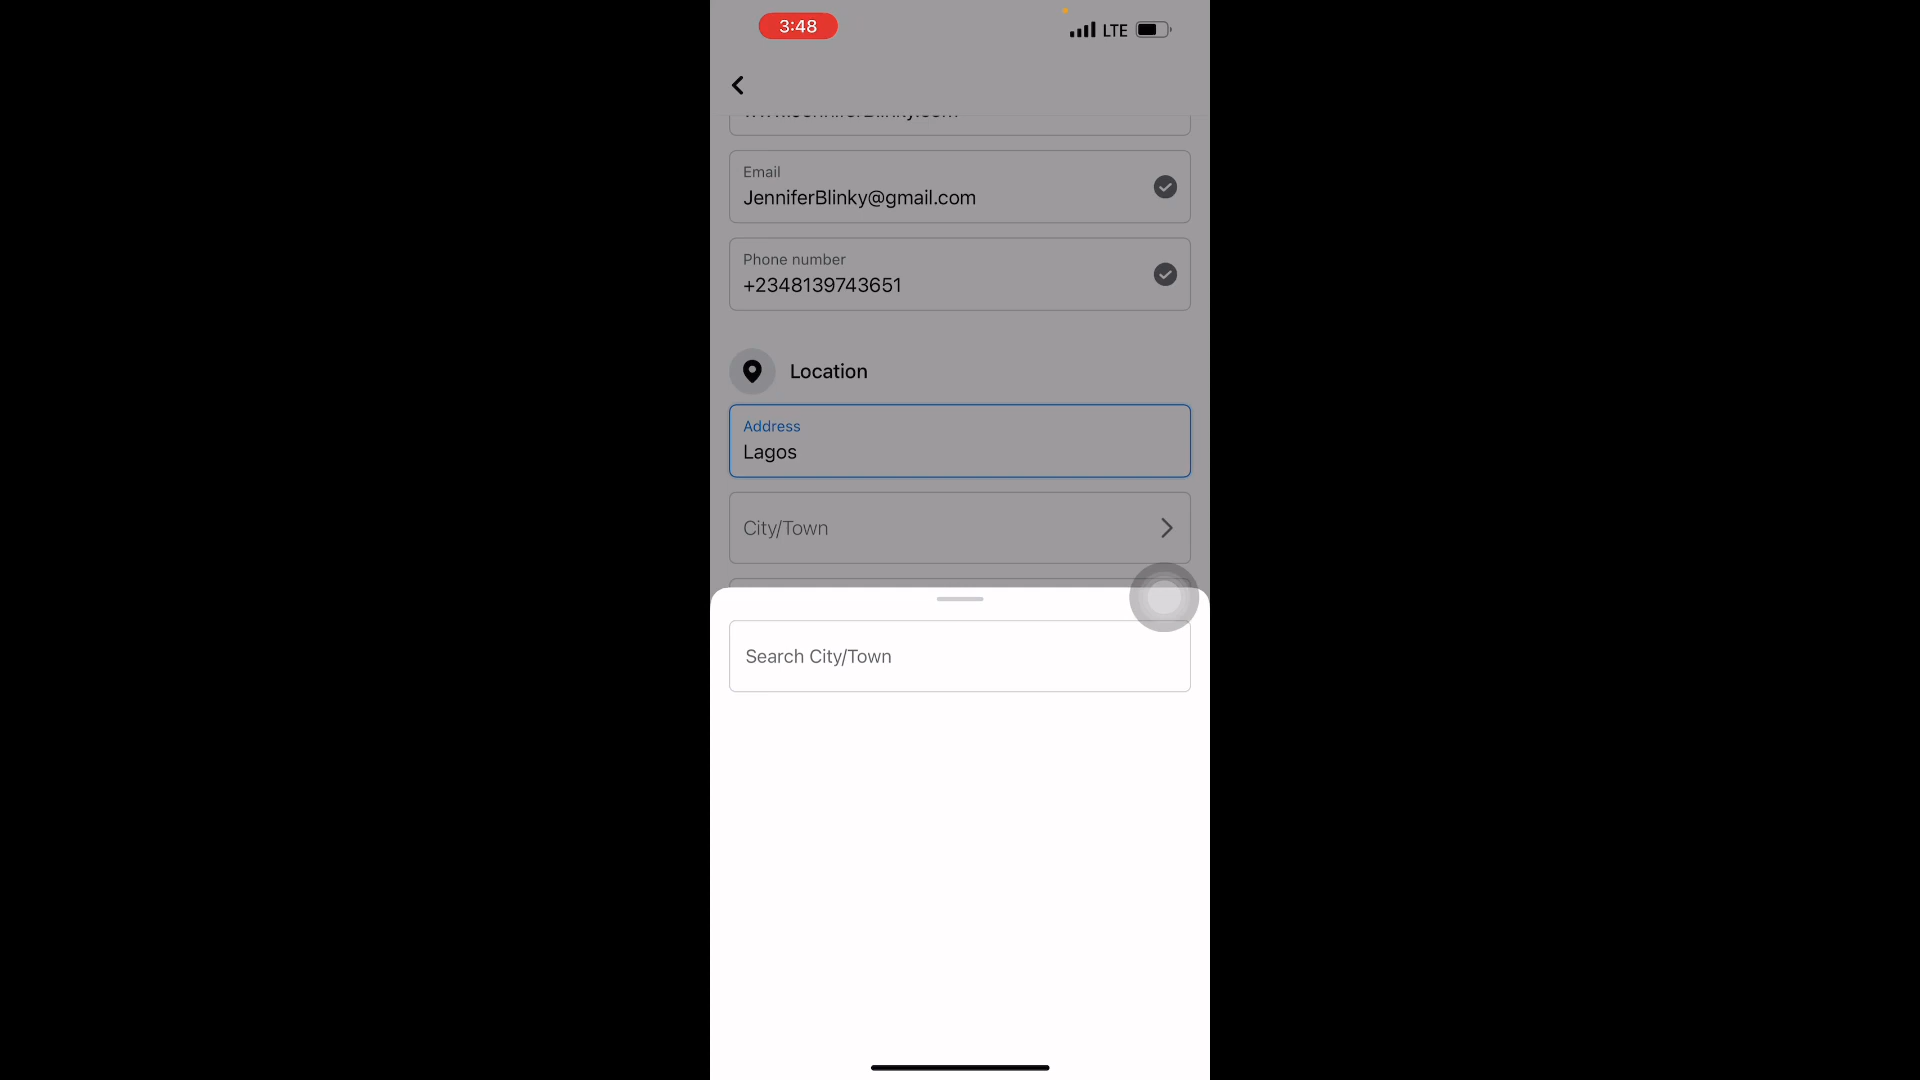 3:48
LTE
Email
JenniferBlinky@gmail.com
Phone number
+2348139743651
Location
Address
Lagos
City/Town
Search City/Town